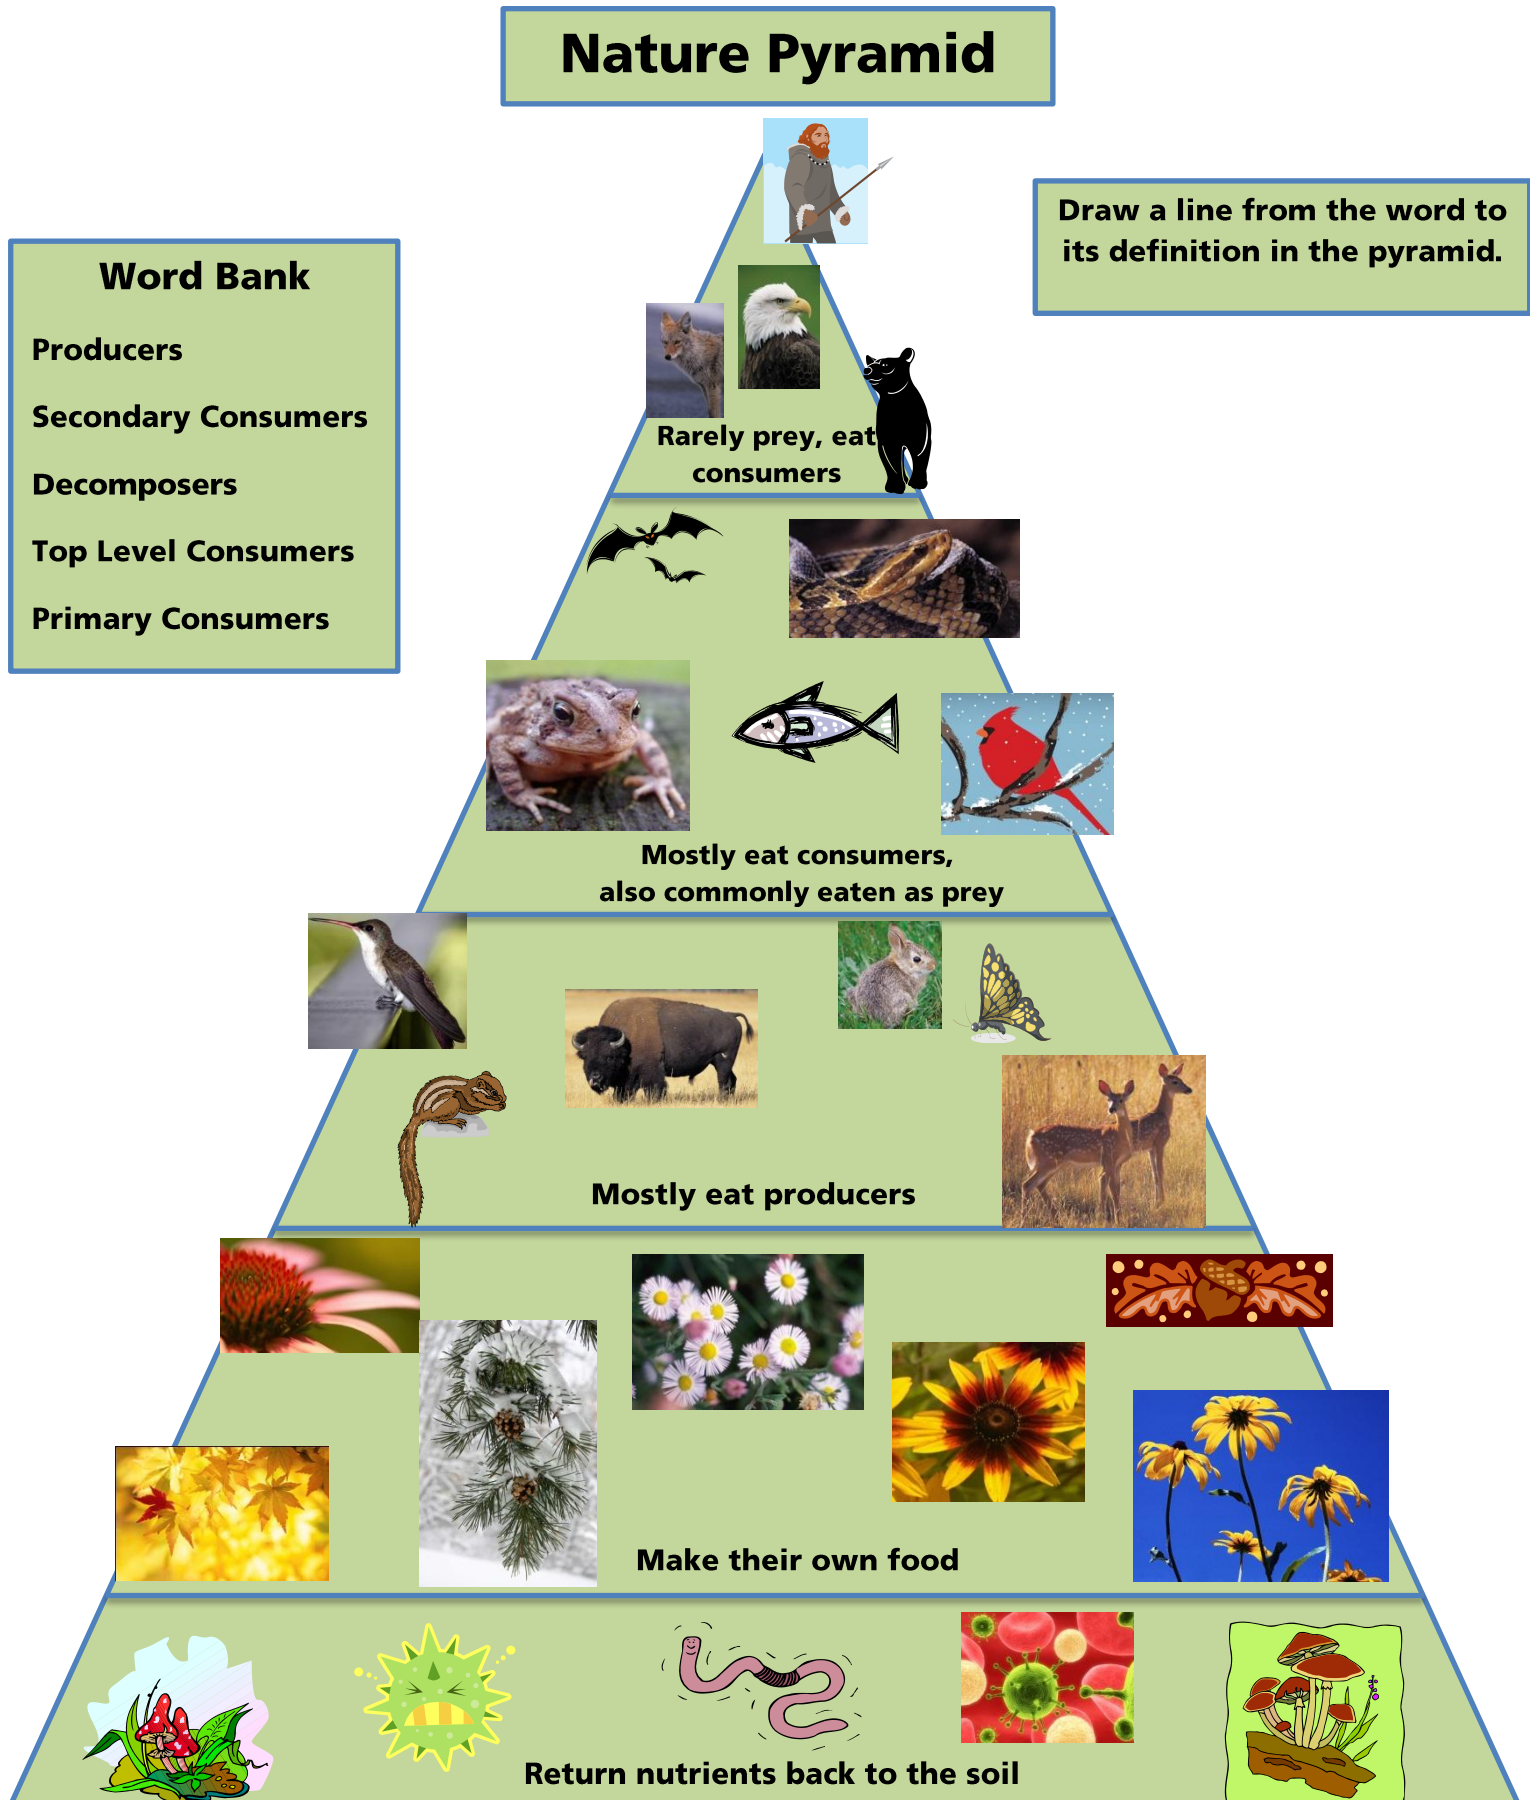 Nature Pyramid
Draw a line from the word to
its definition in the pyramid.
Word Bank
Producers
Secondary Consumers
Decomposers
Top Level Consumers
Primary Consumers
Rarely prey, eat
consumers
Mostly eat consumers,
also commonly eaten as prey
Mostly eat producers
Make their own food
Return nutrients back to the soil